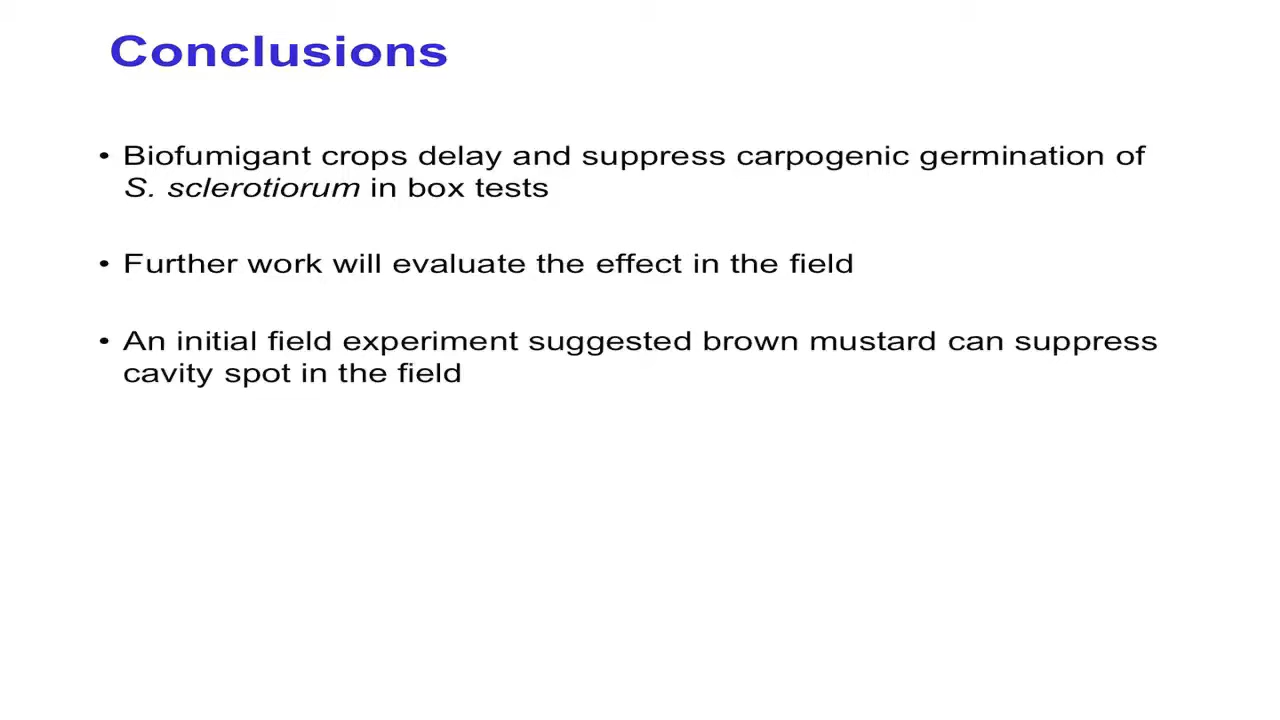 Conclusions
• Biofumigant crops delay and suppress carpogenic germination of
S. sclerotiorum in box tests
• Further work will evaluate the effect in the field
• An initial field experiment suggested brown mustard can suppress
cavity spot in the field